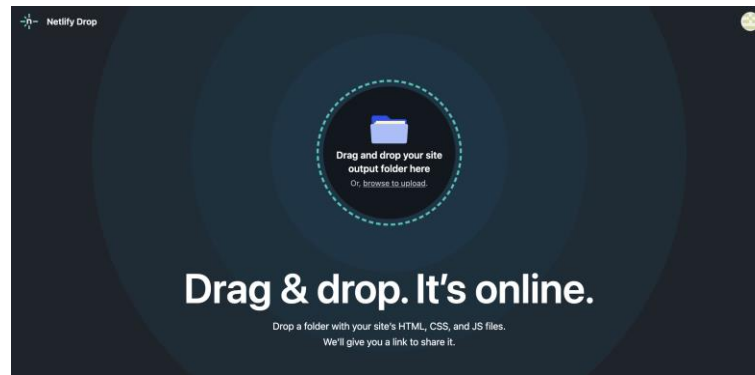 Netlify Drop
Drag and drop your site
output folder here
Or, browse to upload.
Drag & drop. It’s online.
Drop a folder with your site’s HTML, CSS, and JS files.
We’ll give you a link to share it.